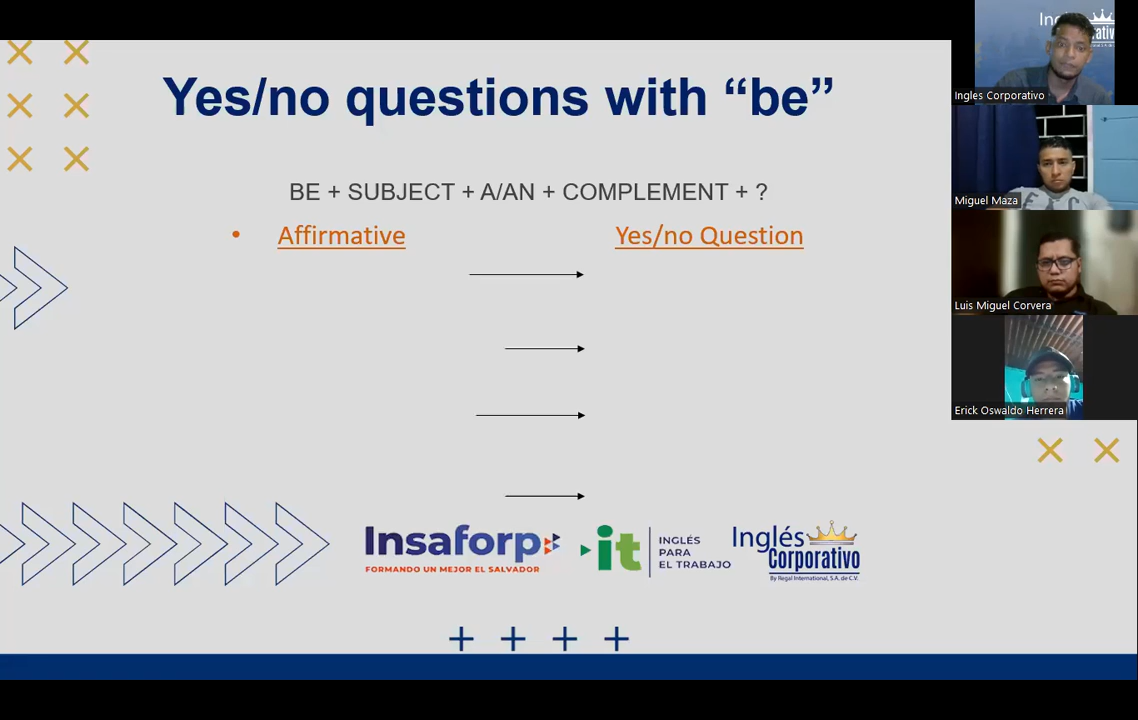 Yes/no questions with “be”
BE + SUBJECT + A/AN + COMPLEMENT + ?
• Affirmative
Yes/no Question
Insaforp
FORMANDO UN MEJOR EL SALVADOR
it
INGLÉS
PARA
EL TRABAJO
Inglés
Corporativo
By Regal International, S.A. de C.V.
Ingles Corporativo
Miguel Maza
Luis Miguel Corvera
Erick Oswaldo Herrera